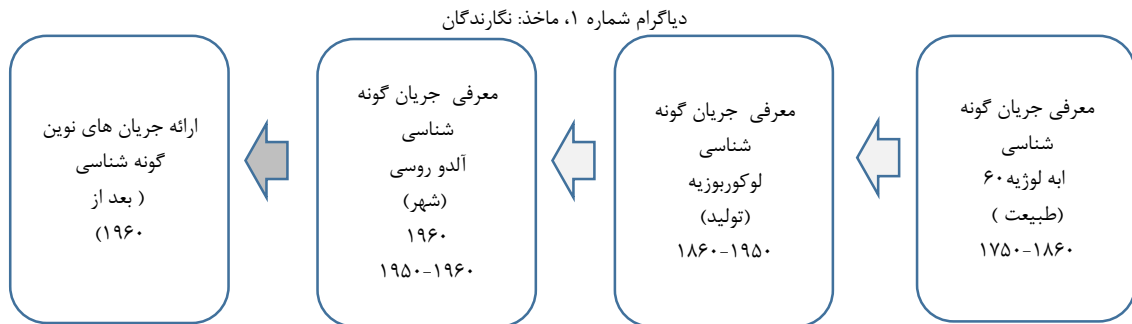 دیاگرام شماره ۱، ماخذ: نگارندگان
معرفی جریان گونه
شناسی
ابه لوژیه۶۰
(طبیعت )
۱۷۵۰-۱۸۶۰
معرفی جریان گونه
شناسی
لوکوربوزیه
(تولید)
۱۸۶۰-۱۹۵۰
معرفی جریان گونه
شناسی
آلدو روسی
(شهر)
۱۹۶۰
۱۹۵۰-۱۹۶۰
ارائه جریان های نوین
گونه شناسی
( بعد از
۱۹۶۰)